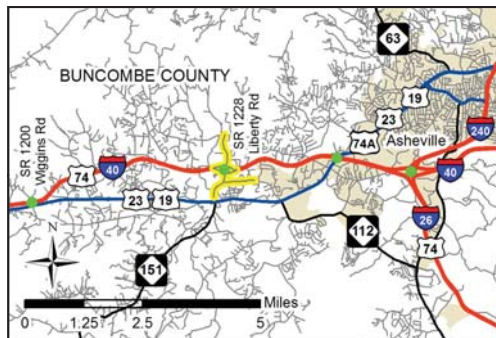 63
BUNCOMBE COUNTY
SR 1200
Wiggins Rd
SR 1228
Liberty Rd
19
23
74A
240
Asheville
74
40
40
23 19
26
112
74
N
151
Miles
0 1.25 2.5 5